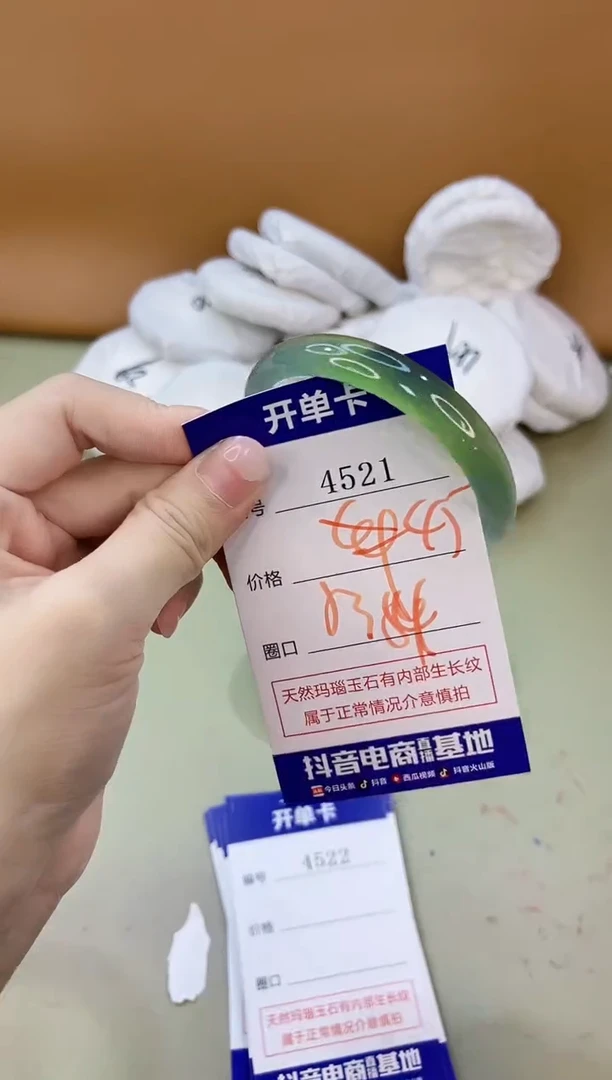 开单卡
号 4521
价格
圈口
天然玛瑙玉石有内部生长纹
属于正常情况介意慎拍
抖音电商直播基地
今日头条 抖音 西瓜视频 抖音火山版
开单卡
编号 4522
价格
圈口
天然玛瑙玉石有内部生长纹
属于正常情况介意慎拍
抖音电商直播基地